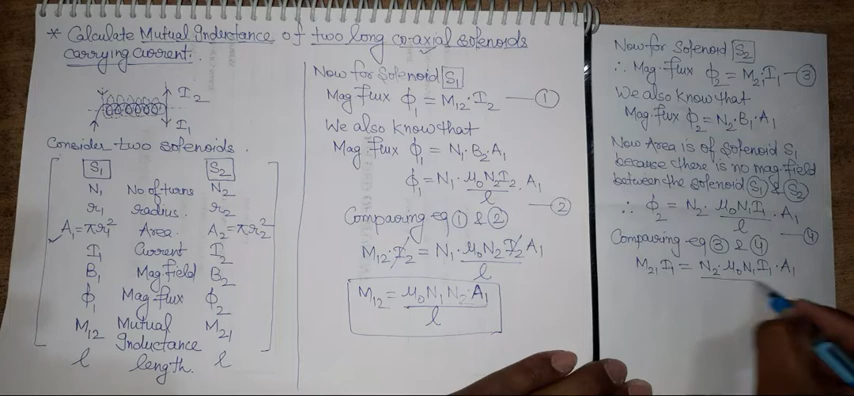 * Calculate Mutual Inductance of two long co-axial solenoids
carrying current.
I2
I1
Consider two solenoids.
S1 S2
N1 No of turns N2
r1 radius. r2
A1=πr1² Area A2=πr2²
I1 Current I2
B1 Mag field B2
ϕ1 Mag flux ϕ2
M12 Mutual Inductance M21
l length. l
Now for Solenoid S1
Mag flux ϕ1 = M12·I2 — 1
We also know that
Mag flux ϕ1 = N1·B2·A1
ϕ1 = N1·μ0N2I2/l·A1 — 2
Comparing eq 1 & 2
M12·I2 = N1·μ0N2I2/l A1
M12 = μ0N1N2·A1/l
Now for Solenoid S2
∴ Mag flux ϕ2 = M21I1 — 3
We also know that
Mag flux ϕ2 = N2·B1·A1
Now Area is of Solenoid S1
because there is no mag field
between the solenoid S1 & S2
∴ ϕ2 = N2·μ0N1I1/l·A1 — 4
Comparing eq 3 & 4
M21I1 = N2·μ0N1I1·A1